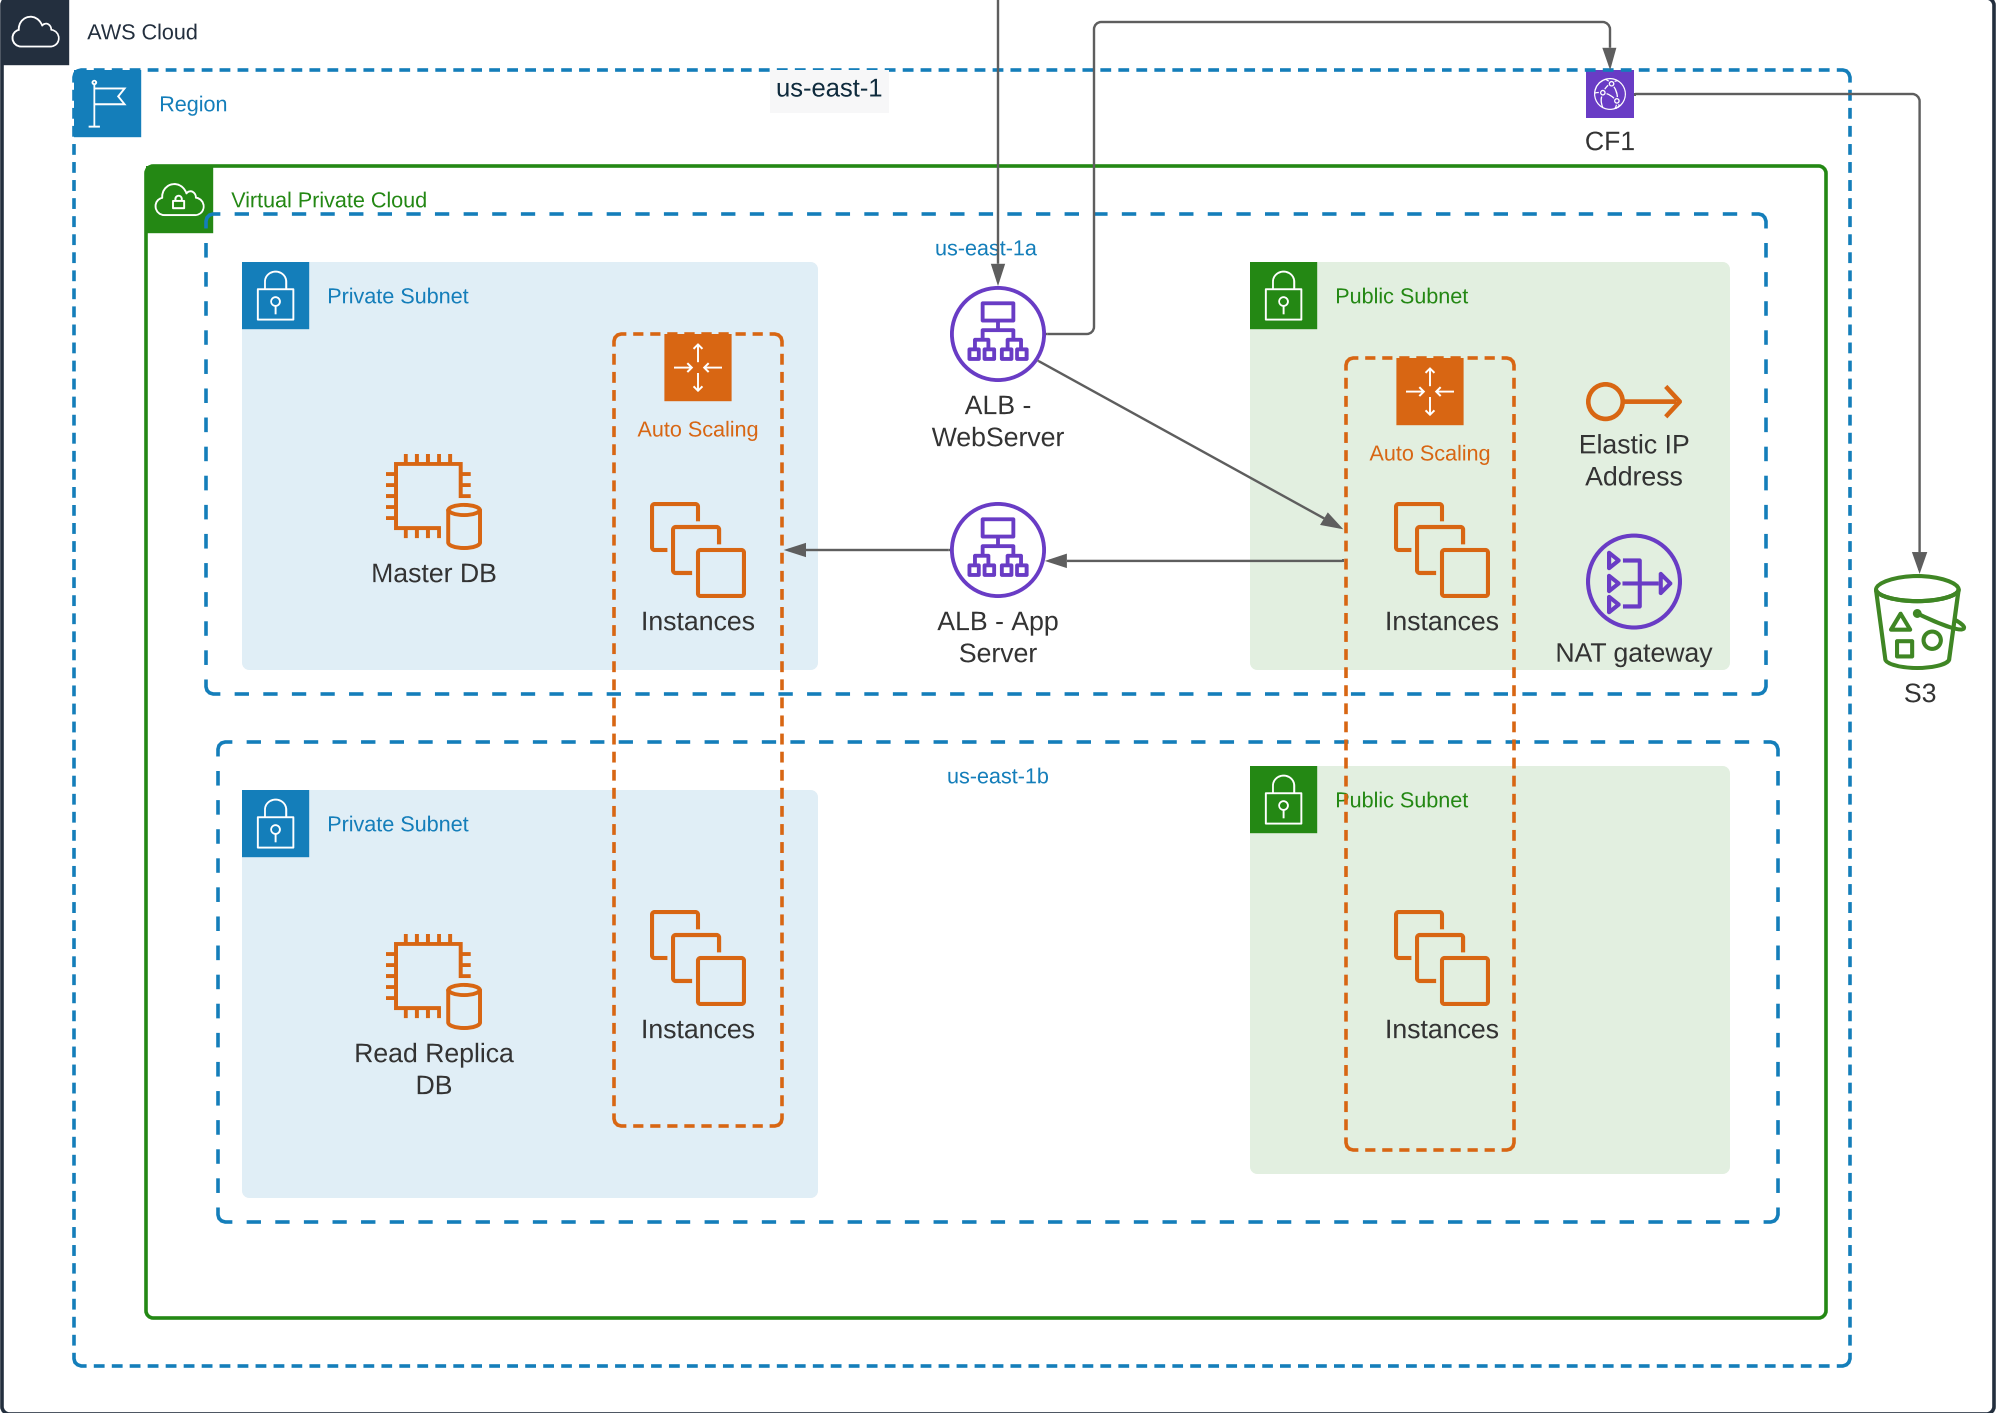 AWS Cloud
us-east-1
Region
CF1
Virtual Private Cloud
us-east-1a
Private Subnet
Public Subnet
Auto Scaling
ALB -
WebServer
Auto Scaling
Elastic IP
Address
Master DB
Instances
ALB - App
Server
Instances
NAT gateway
S3
us-east-1b
Private Subnet
Public Subnet
Read Replica
DB
Instances
Instances